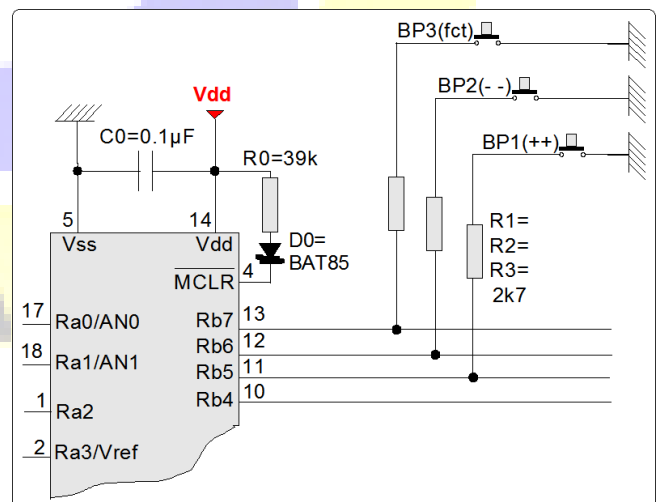 BP3(fct)
BP2(- -)
BP1(++)
Vdd
C0=0.1µF
R0=39k
5
14
Vss
Vdd
D0=
BAT85
MCLR
4
R1=
R2=
R3=
2k7
17
Ra0/AN0
18
Ra1/AN1
1
Ra2
2
Ra3/Vref
Rb7
13
Rb6
12
Rb5
11
Rb4
10